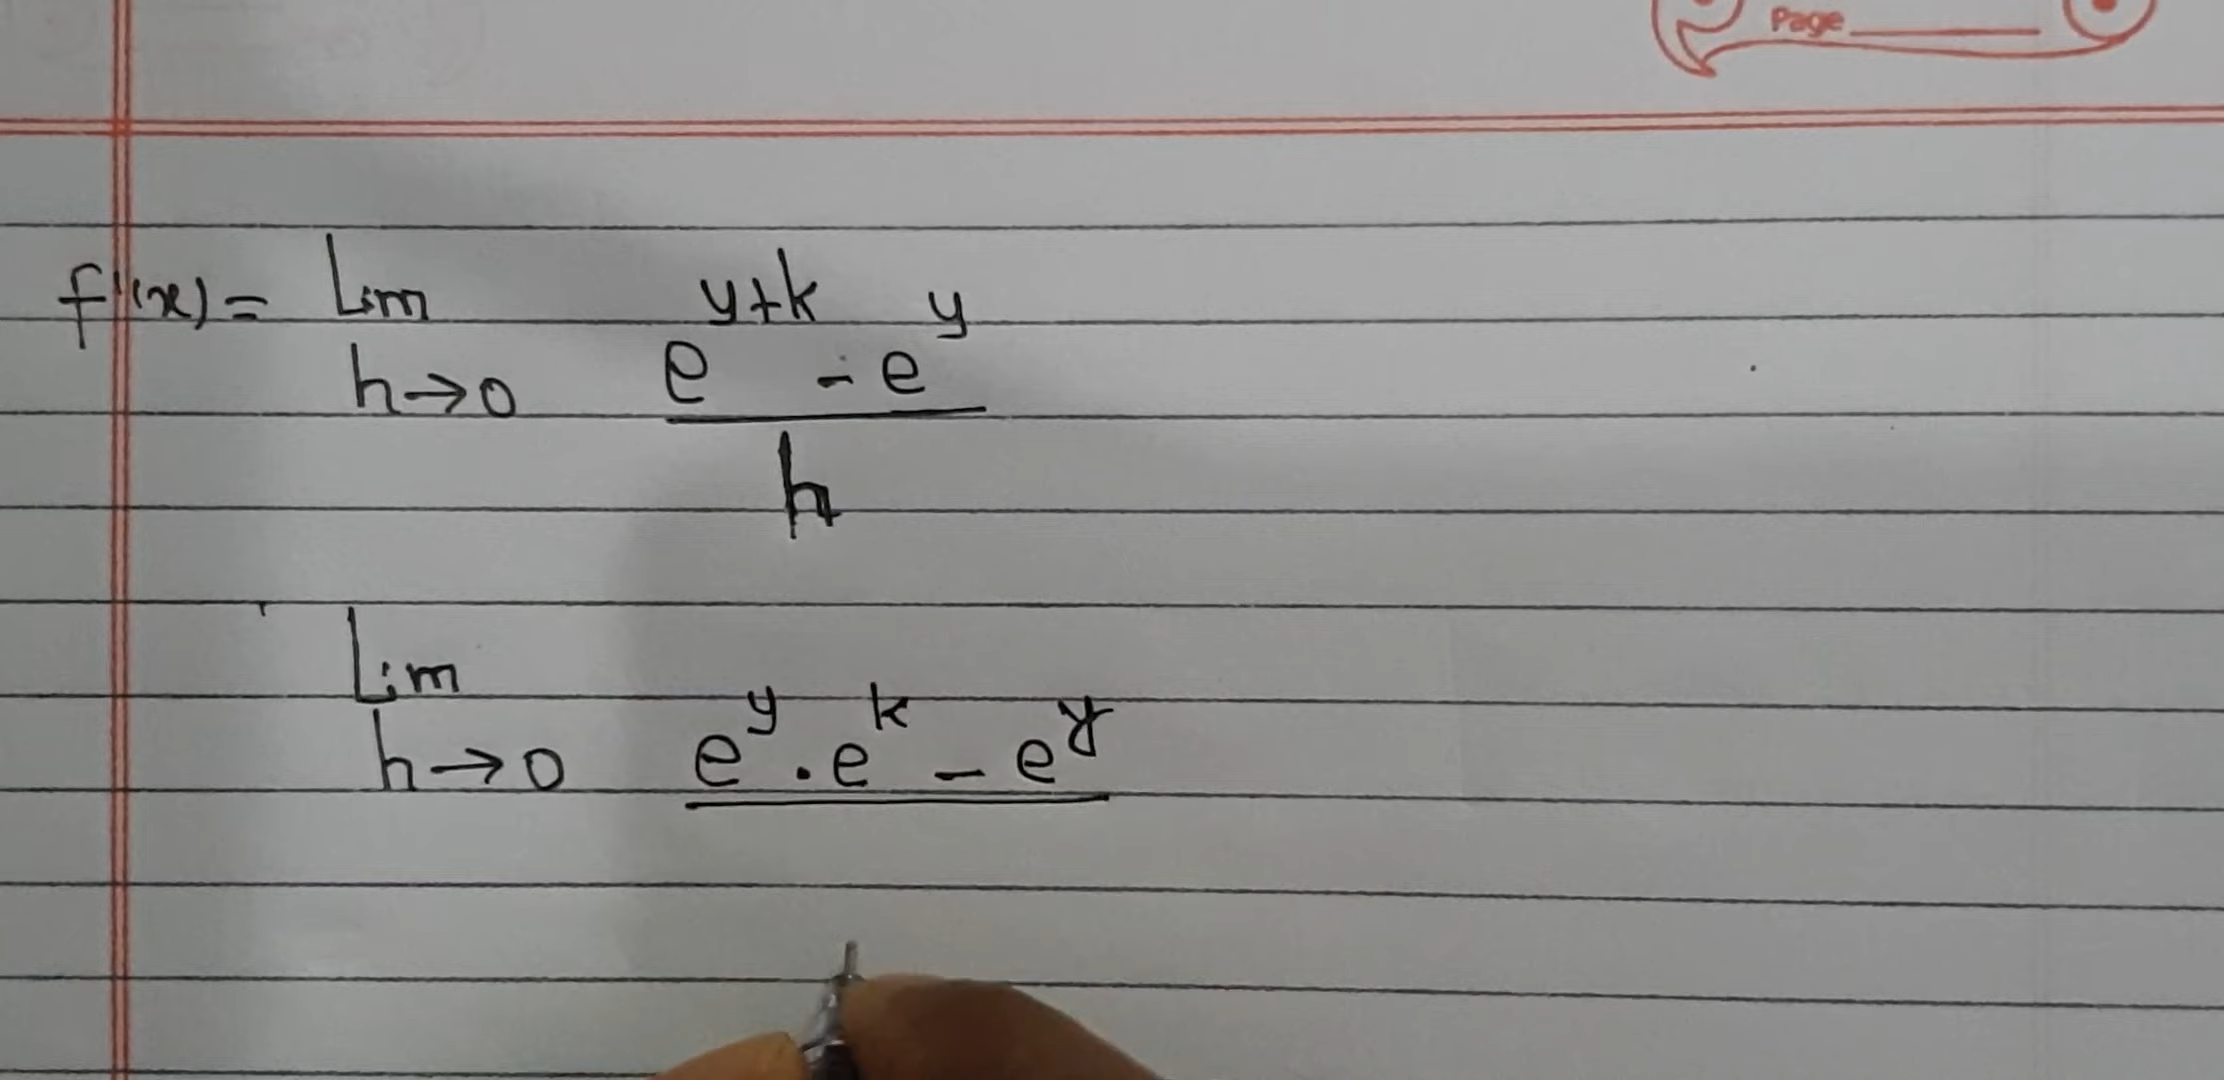 Page
f'(x) = Lim h→0 e^{y+k} - e^y / h
Lim h→0 e^y . e^k - e^y